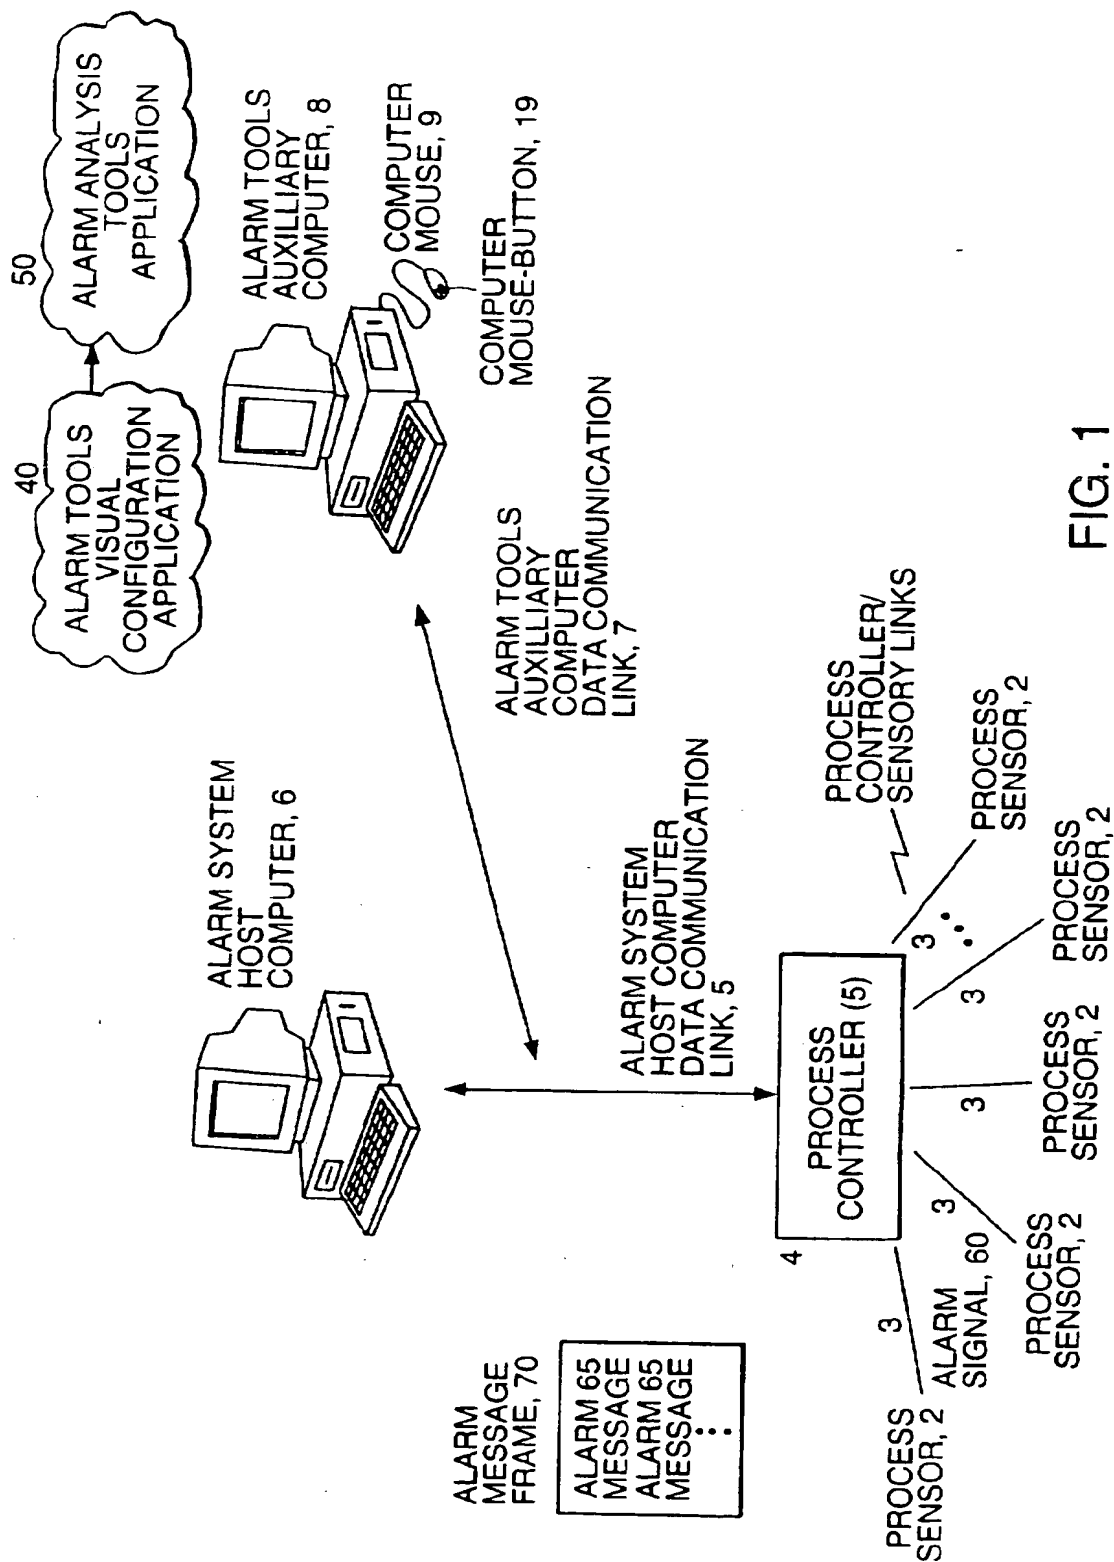 40
ALARM TOOLS
VISUAL
CONFIGURATION
APPLICATION
50
ALARM ANALYSIS
TOOLS
APPLICATION
ALARM SYSTEM
HOST
COMPUTER, 6
ALARM TOOLS
AUXILLIARY
COMPUTER, 8
COMPUTER
MOUSE, 9
COMPUTER
MOUSE-BUTTON, 19
ALARM TOOLS
AUXILLIARY
COMPUTER
DATA COMMUNICATION
LINK, 7
ALARM
MESSAGE
FRAME, 70
ALARM 65
MESSAGE
ALARM 65
MESSAGE
ALARM SYSTEM
HOST COMPUTER
DATA COMMUNICATION
LINK, 5
4
PROCESS
CONTROLLER (5)
PROCESS
CONTROLLER/
SENSORY LINKS
3
3
3
3
3
ALARM
SIGNAL, 60
PROCESS
SENSOR, 2
PROCESS
SENSOR, 2
PROCESS
SENSOR, 2
PROCESS
SENSOR, 2
PROCESS
SENSOR, 2
FIG. 1